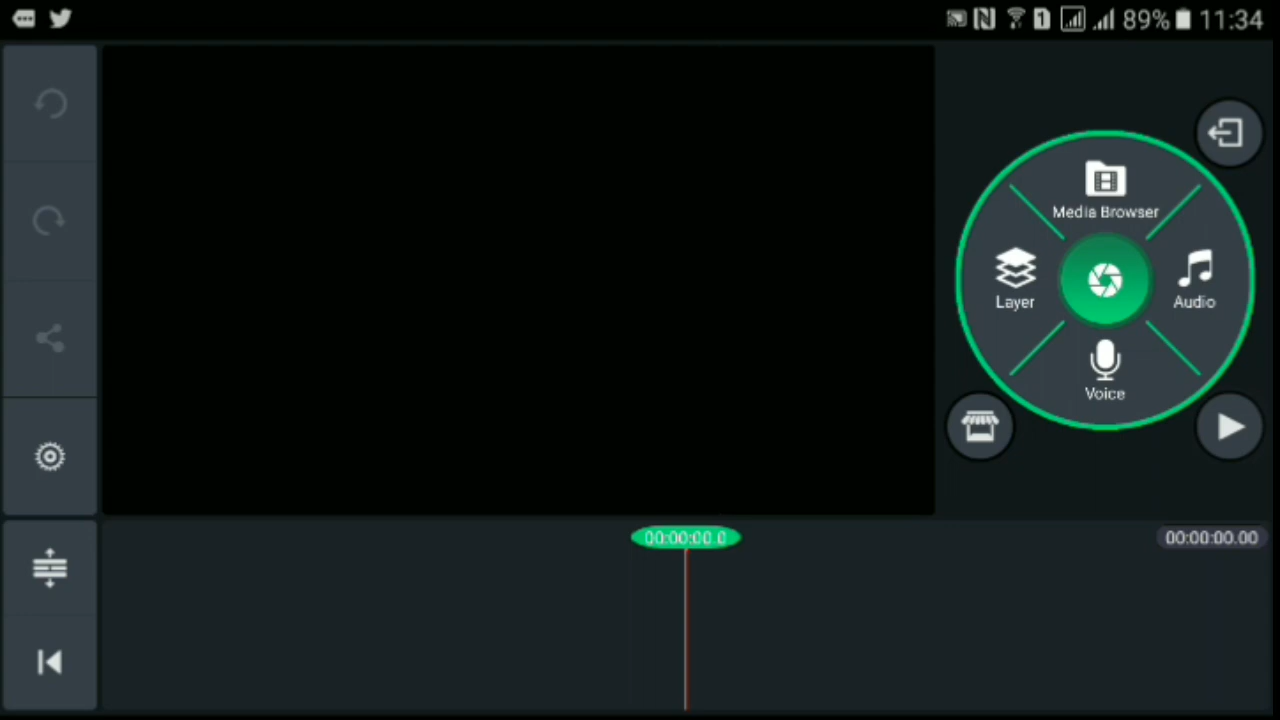 89% 11:34
Media Browser
Layer
Audio
Voice
00:00:00.0
00:00:00.00